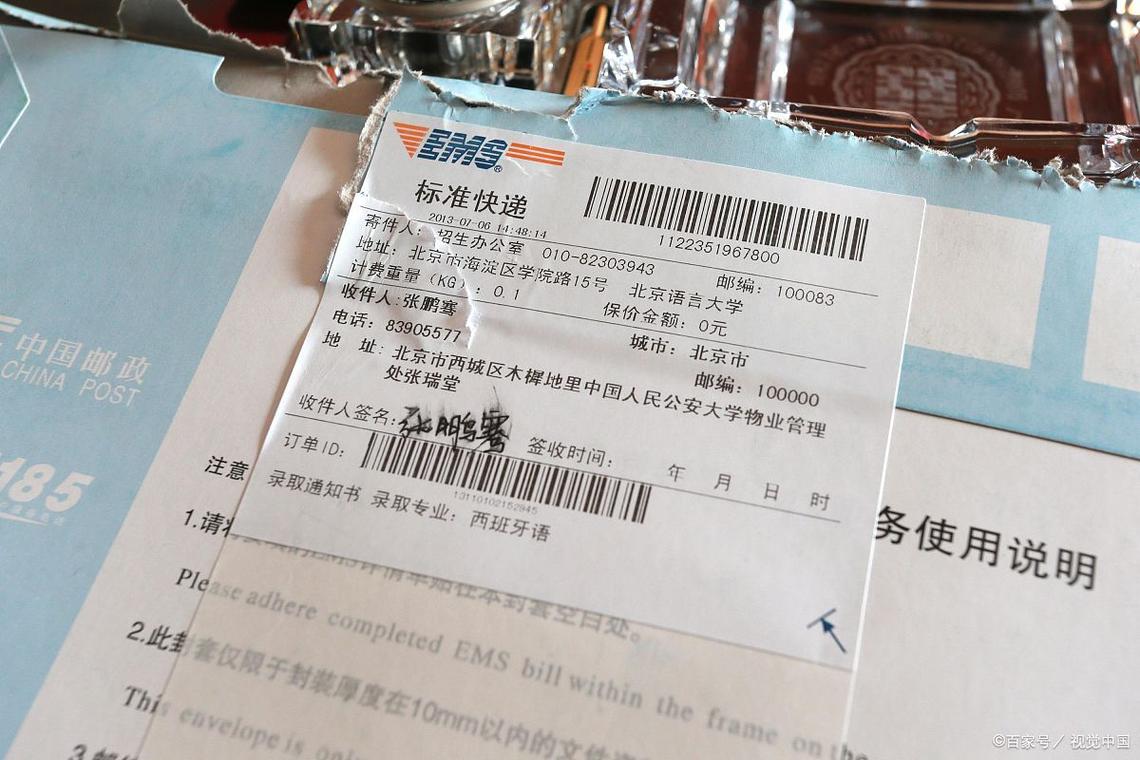 EMS
标准快递
1122351967800
2013-07-06 14:48:14
寄件人：招生办公室 010-82303943 邮编：100083
地址：北京市海淀区学院路15号 北京语言大学
计费重量（KG）：0.1 保价金额：0元
收件人：张鹏骞 城市：北京市
电话：83905577 邮编：100000
地 址：北京市西城区木樨地里中国人民公安大学物业管理
处张瑞堂
收件人签名：张鹏骞 签收时间： 年 月 日 时
订单ID：
13110102152845
录取通知书 录取专业：西班牙语
中国邮政
CHINA POST
185
注意
务使用说明
1.请
Please adhere completed EMS bill within the frame on the
2.此封套仅限于封装厚度在10mm以内的文件
This envelope is only
©百家号／视觉中国